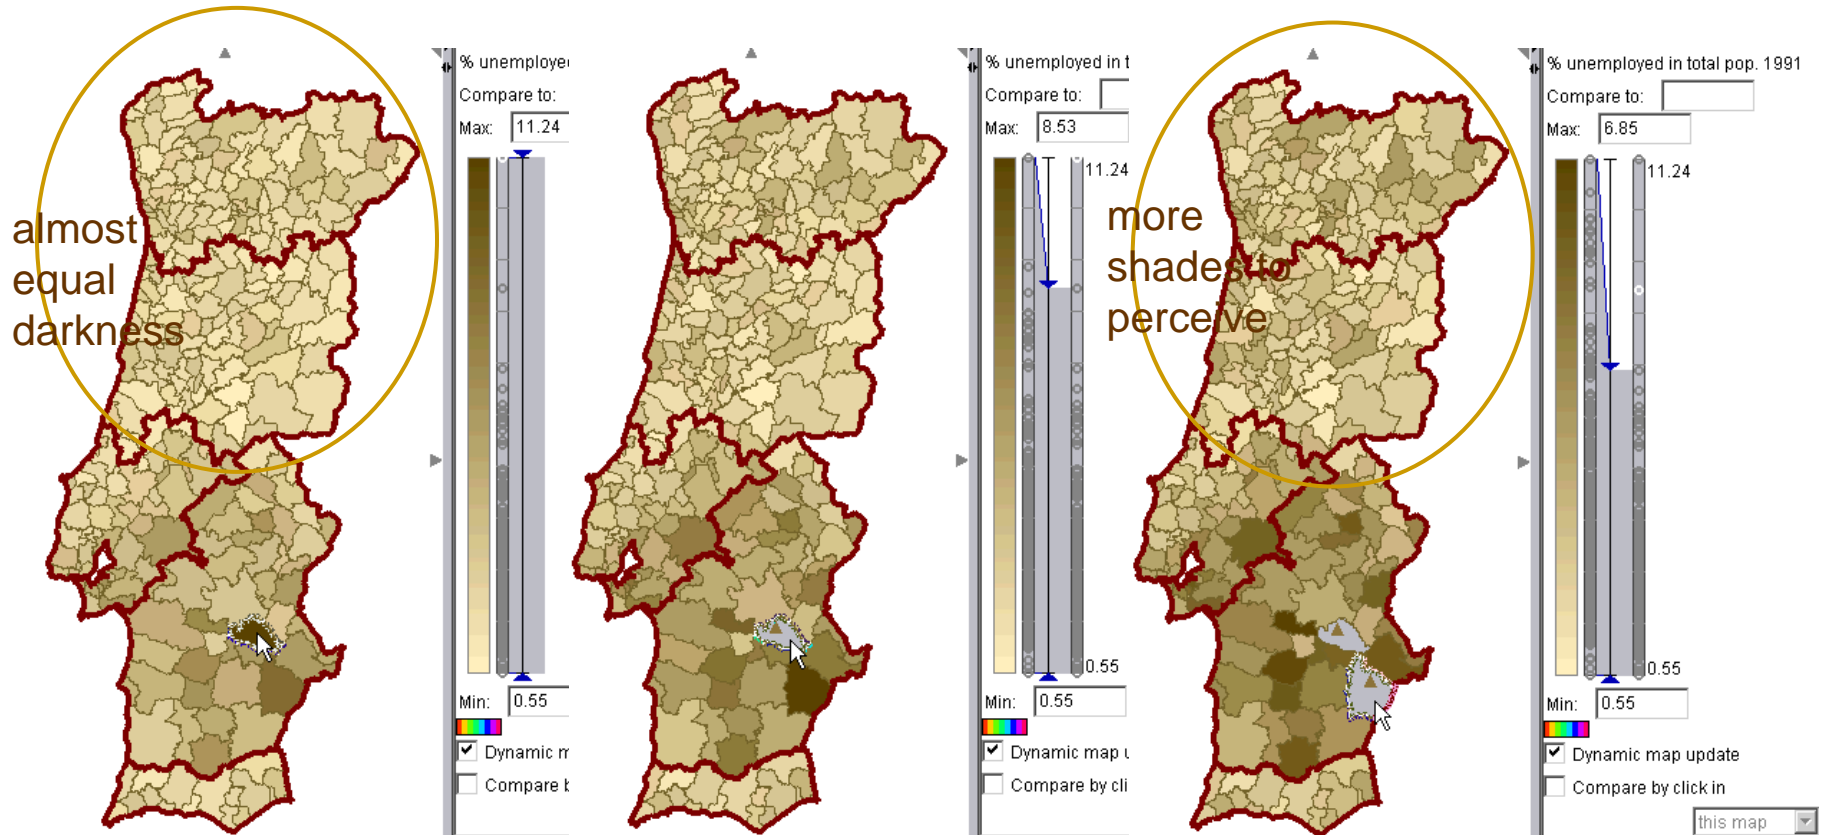 almost
equal
darkness
% unemploye
Compare to:
Max: 11.24
Min: 0.55
Dynamic m
Compare b
% unemployed in t
Compare to:
Max: 8.53
11.24
0.55
Min: 0.55
Dynamic map u
Compare by cli
more
shades to
perceive
% unemployed in total pop. 1991
Compare to:
Max: 6.85
11.24
0.55
Min: 0.55
Dynamic map update
Compare by click in
this map